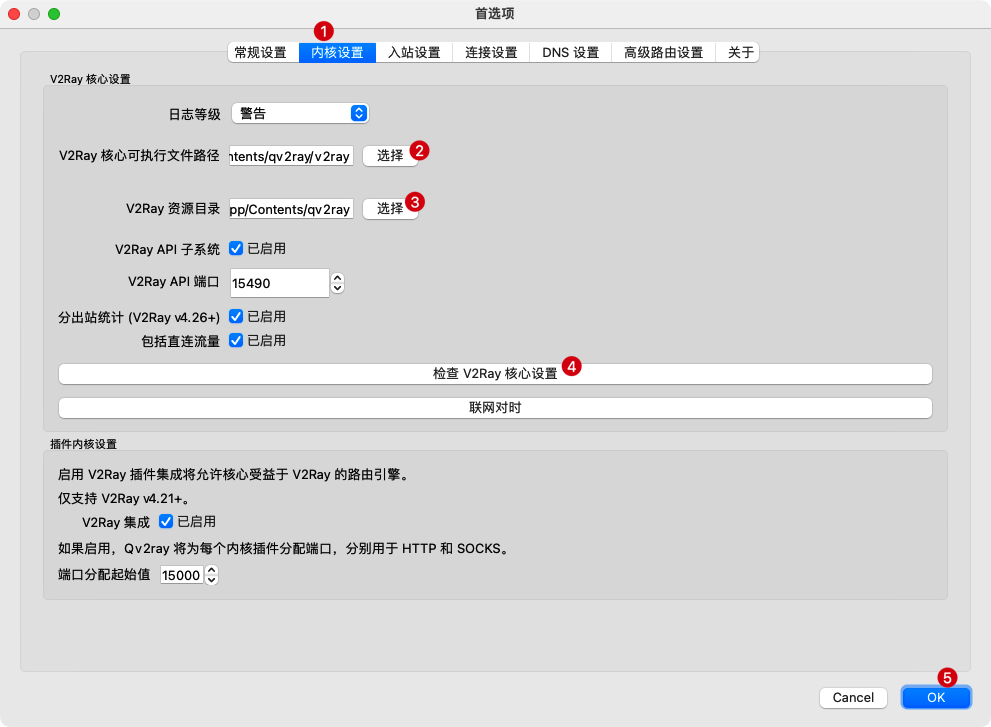 首选项
1
常规设置 内核设置 入站设置 连接设置 DNS 设置 高级路由设置 关于
V2Ray 核心设置
日志等级 警告
V2Ray 核心可执行文件路径 ntents/qv2ray/v2ray 选择 2
V2Ray 资源目录 pp/Contents/qv2ray 选择 3
V2Ray API 子系统 已启用
V2Ray API 端口 15490
分出站统计 (V2Ray v4.26+) 已启用
包括直连流量 已启用
检查 V2Ray 核心设置 4
联网对时
插件内核设置
启用 V2Ray 插件集成将允许核心受益于 V2Ray 的路由引擎。
仅支持 V2Ray v4.21+。
V2Ray 集成 已启用
如果启用，Qv2ray 将为每个内核插件分配端口，分别用于 HTTP 和 SOCKS。
端口分配起始值 15000
5
Cancel OK